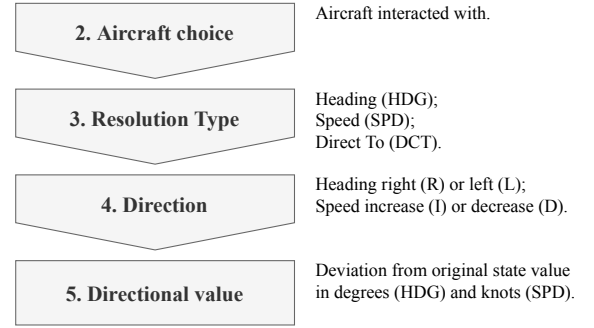 2. Aircraft choice
Aircraft interacted with.
3. Resolution Type
Heading (HDG);
Speed (SPD);
Direct To (DCT).
4. Direction
Heading right (R) or left (L);
Speed increase (I) or decrease (D).
5. Directional value
Deviation from original state value
in degrees (HDG) and knots (SPD).